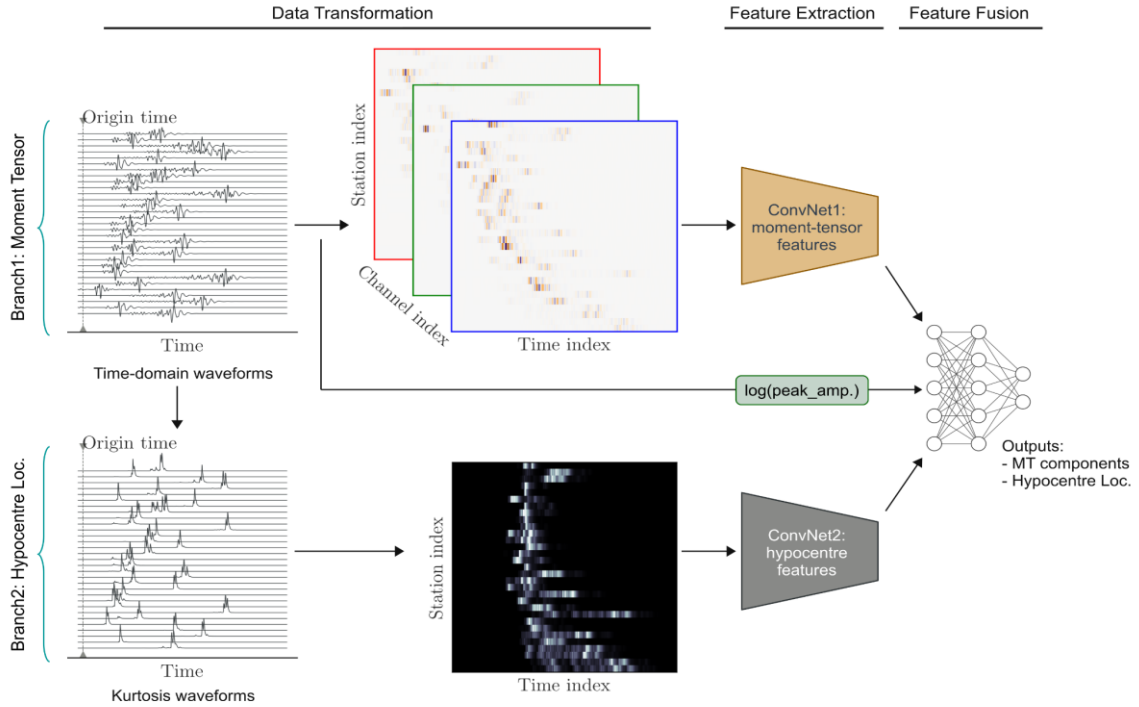 Data Transformation
Feature Extraction
Feature Fusion
Branch1: Moment Tensor
Origin time
Time
Time-domain waveforms
Station index
Channel index
Time index
ConvNet1:
moment-tensor
features
log(peak_amp.)
Outputs:
- MT components
- Hypocentre Loc.
Branch2: Hypocentre Loc.
Origin time
Time
Kurtosis waveforms
Station index
Time index
ConvNet2:
hypocentre
features